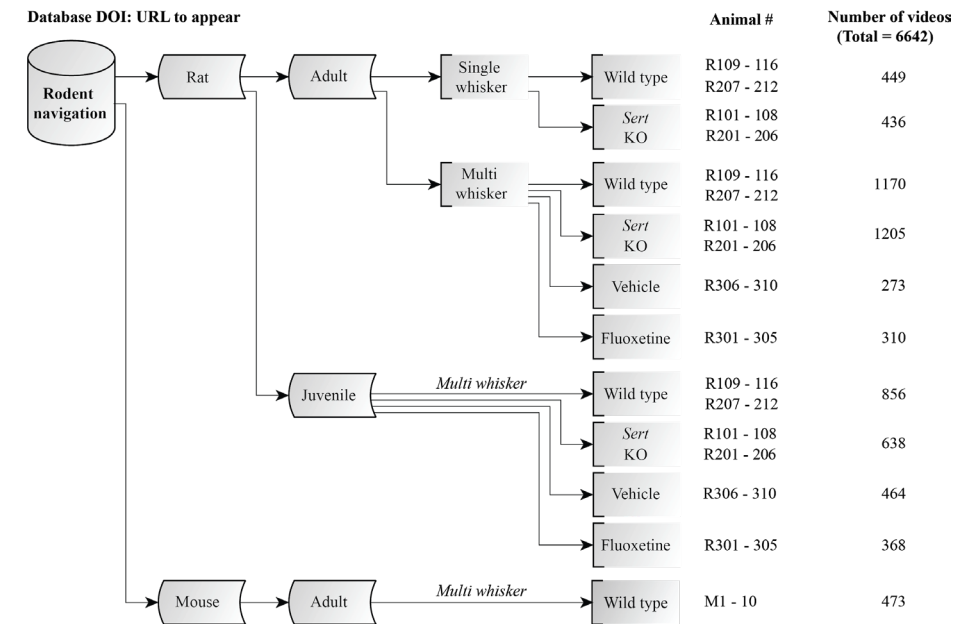 Database DOI: URL to appear
Animal #
Number of videos
(Total = 6642)
Rodent
navigation
Rat
Adult
Single
whisker
Wild type
R109 - 116
R207 - 212
449
Sert
KO
R101 - 108
R201 - 206
436
Multi
whisker
Wild type
R109 - 116
R207 - 212
1170
Sert
KO
R101 - 108
R201 - 206
1205
Vehicle
R306 - 310
273
Fluoxetine
R301 - 305
310
Juvenile
Multi whisker
Wild type
R109 - 116
R207 - 212
856
Sert
KO
R101 - 108
R201 - 206
638
Vehicle
R306 - 310
464
Fluoxetine
R301 - 305
368
Mouse
Adult
Multi whisker
Wild type
M1 - 10
473